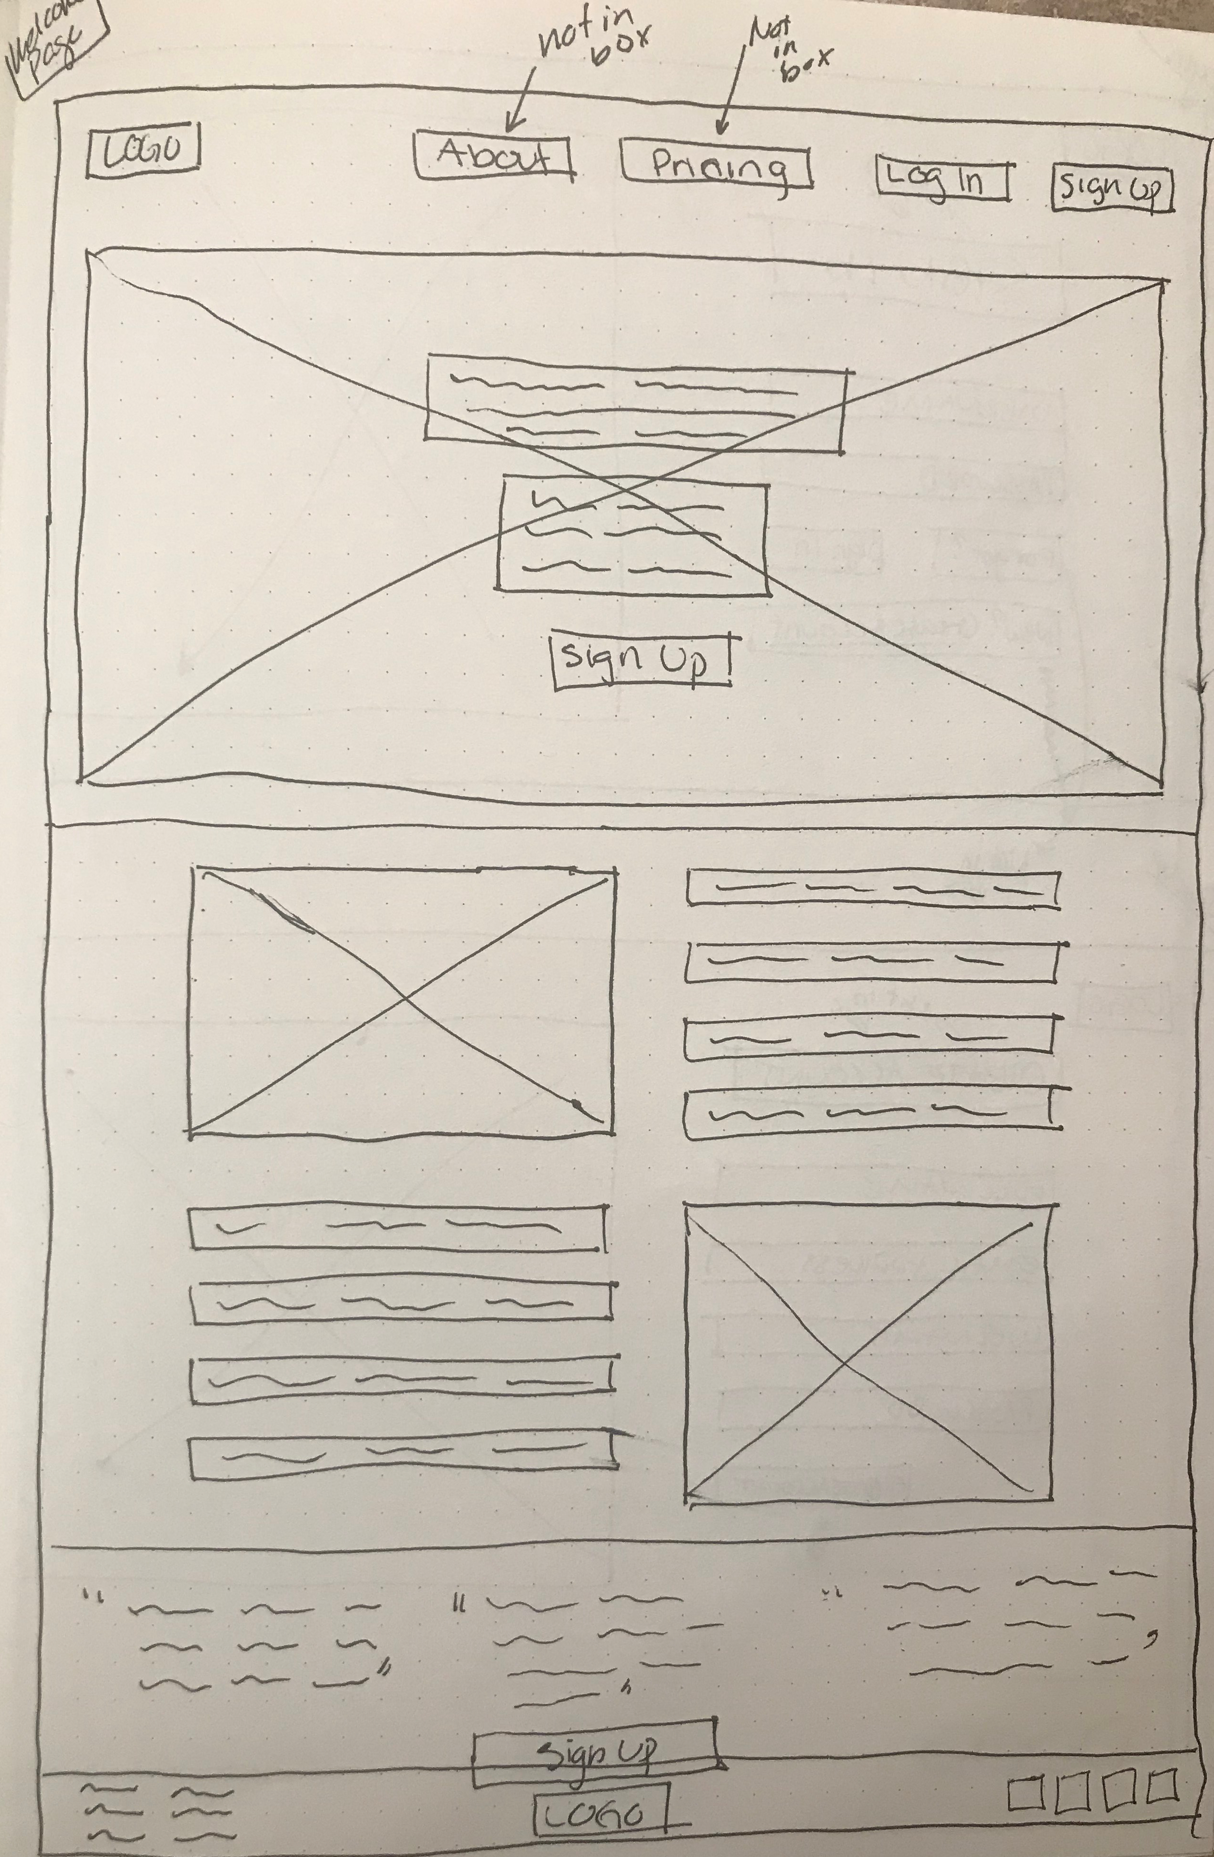 Welcome
Page
not in
box
Not
in
box
LOGO
About
Pricing
Log In
Sign Up
Sign Up
"
"
"
"
"
Sign Up
LOGO